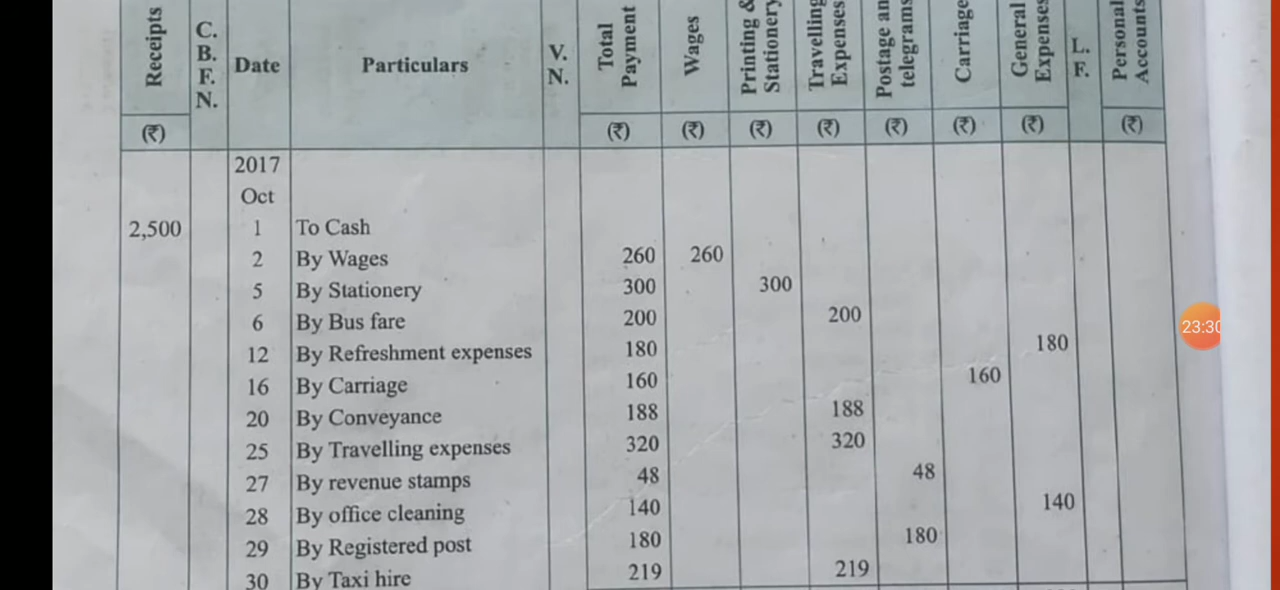 Receipts C. B. F. N. Date Particulars V. N. Total Payment Wages Printing & Stationery Travelling Expenses Postage an telegrams Carriage General Expenses L. F. Personal Accounts
(₹) (₹) (₹) (₹) (₹) (₹) (₹) (₹) (₹)
2017
Oct
2,500 1 To Cash
2 By Wages 260 260
5 By Stationery 300 300
6 By Bus fare 200 200
12 By Refreshment expenses 180 180
16 By Carriage 160 160
20 By Conveyance 188 188
25 By Travelling expenses 320 320
27 By revenue stamps 48 48
28 By office cleaning 140 140
29 By Registered post 180 180
30 By Taxi hire 219 219
23:30